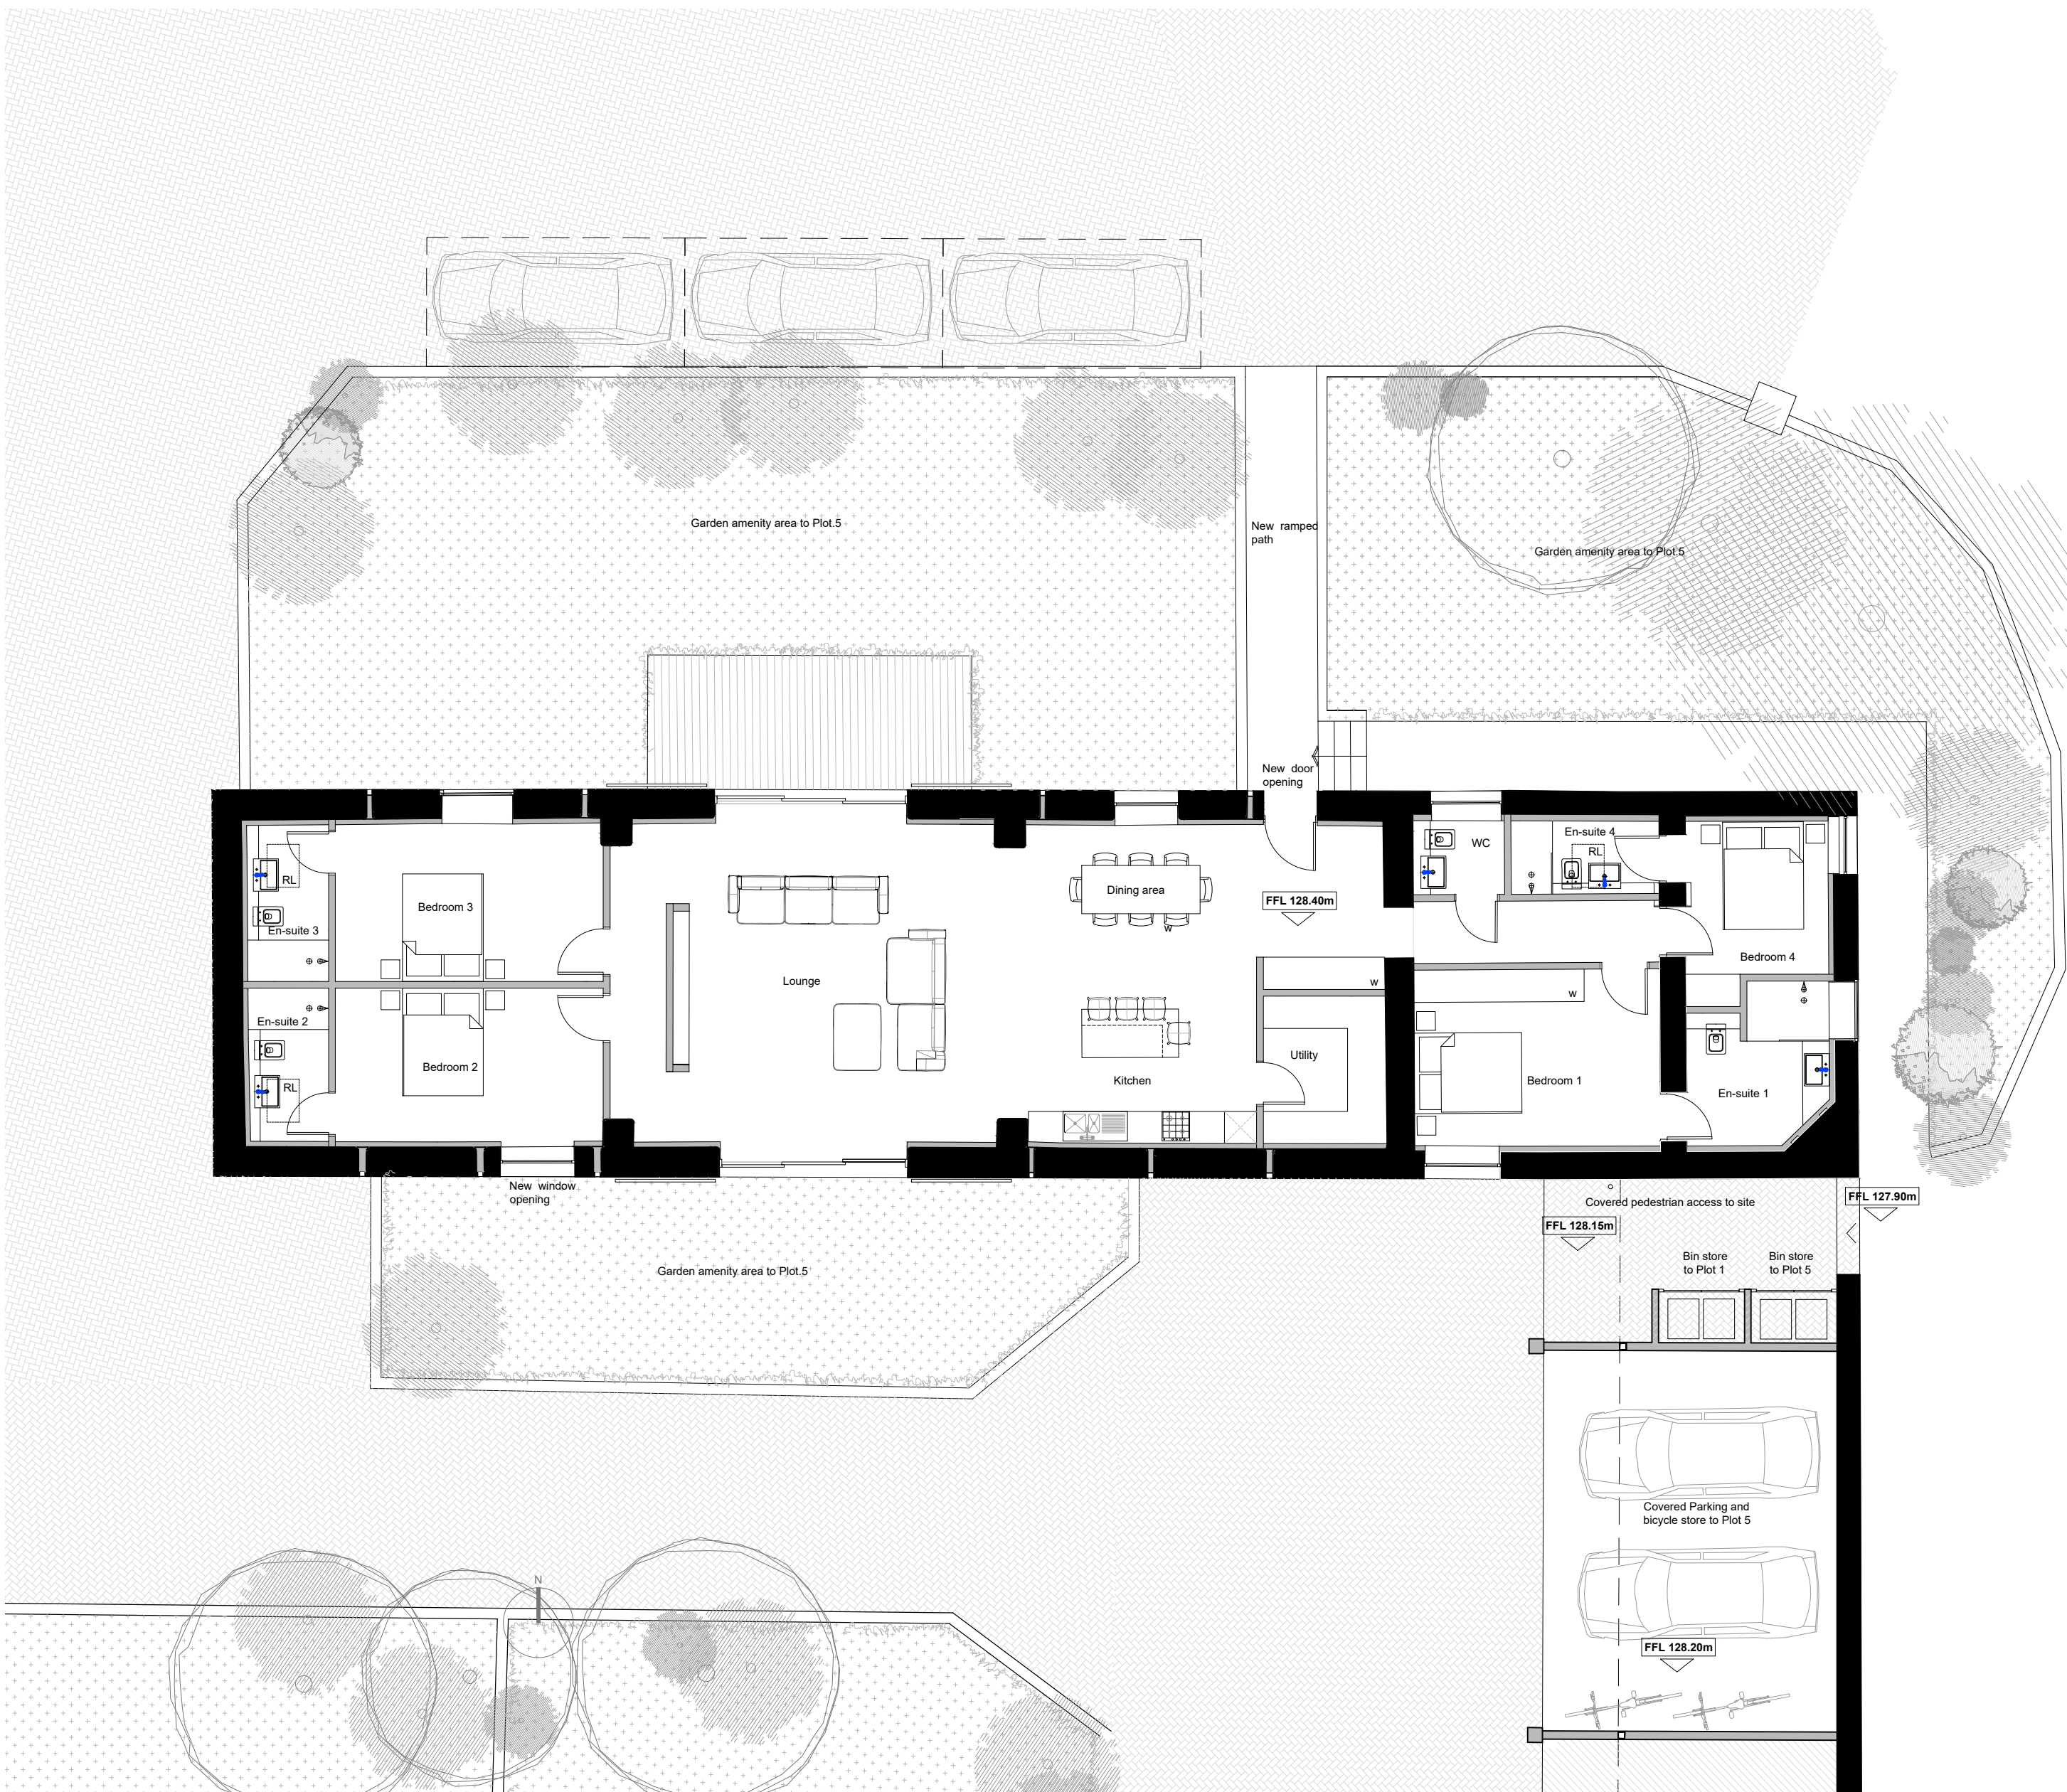 Garden amenity area to Plot.5
New ramped
path
Garden amenity area to Plot.5
New door
opening
En-suite 4
RL
WC
RL
Bedroom 3
Dining area
FFL 128.40m
w
En-suite 3
Bedroom 4
Lounge
w
w
En-suite 2
Utility
RL
Bedroom 2
Kitchen
Bedroom 1
En-suite 1
New window
opening
Covered pedestrian access to site
FFL 127.90m
FFL 128.15m
Bin store
to Plot 1
Bin store
to Plot 5
Garden amenity area to Plot.5
Covered Parking and
bicycle store to Plot 5
N
FFL 128.20m